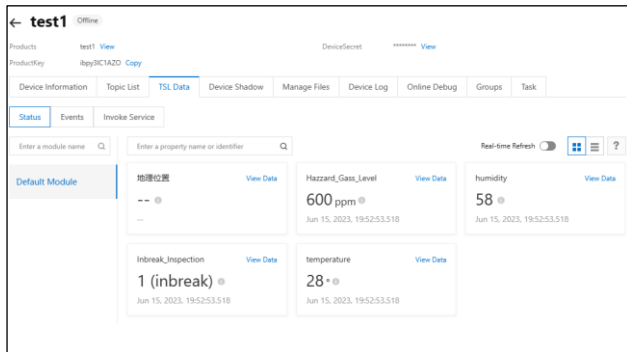 ← test1 Offline
Products test1 View DeviceSecret ******** View
ProductKey ibpy3IC1AZO Copy
Device Information Topic List TSL Data Device Shadow Manage Files Device Log Online Debug Groups Task
Status Events Invoke Service
Enter a module name Enter a property name or identifier Real-time Refresh ?
Default Module
地理位置 View Data Hazzard_Gass_Level View Data humidity View Data
-- 600 ppm 58
... Jun 15, 2023, 19:52:53.518 Jun 15, 2023, 19:52:53.518
Inbreak_Inspection View Data temperature View Data
1 (inbreak) 28 °
Jun 15, 2023, 19:52:53.518 Jun 15, 2023, 19:52:53.518